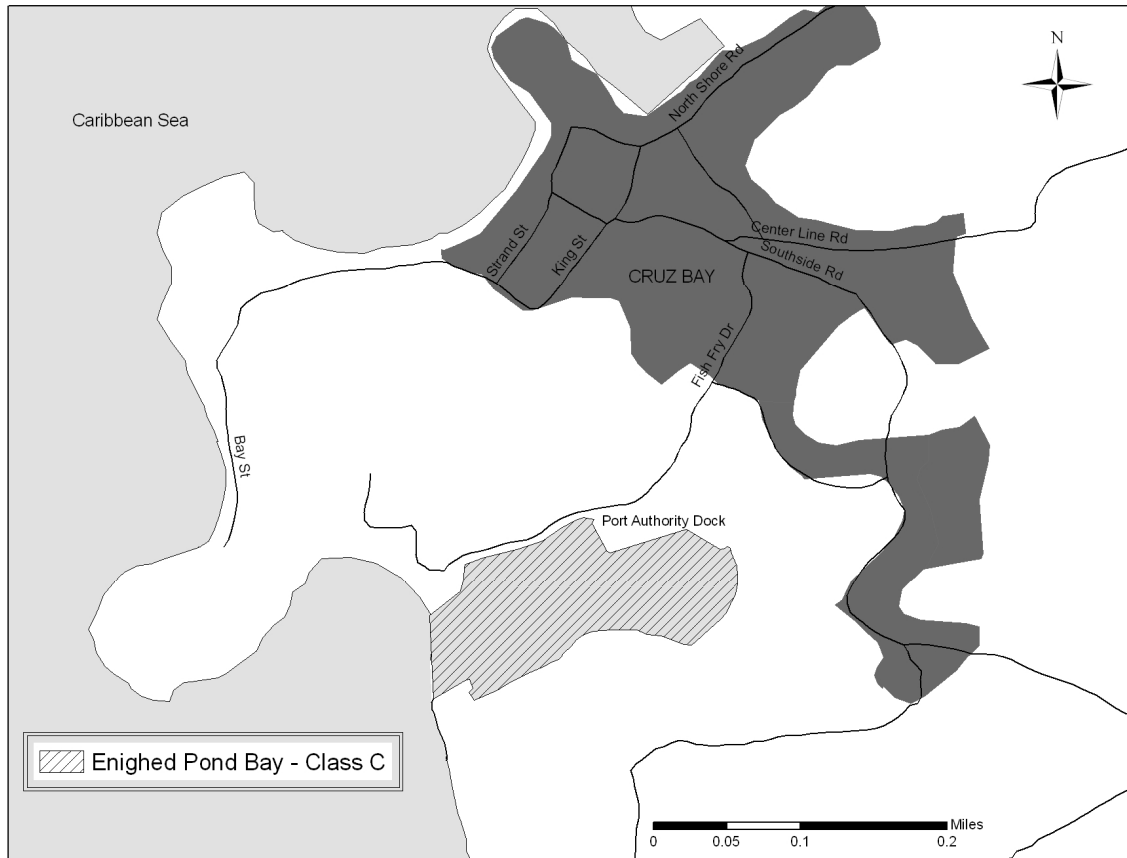 N
Caribbean Sea
North Shore Rd
Center Line Rd
Southside Rd
Strand St
King St
CRUZ BAY
Fish Fry Dr
Bay St
Port Authority Dock
Enighed Pond Bay - Class C
Miles
0 0.05 0.1 0.2